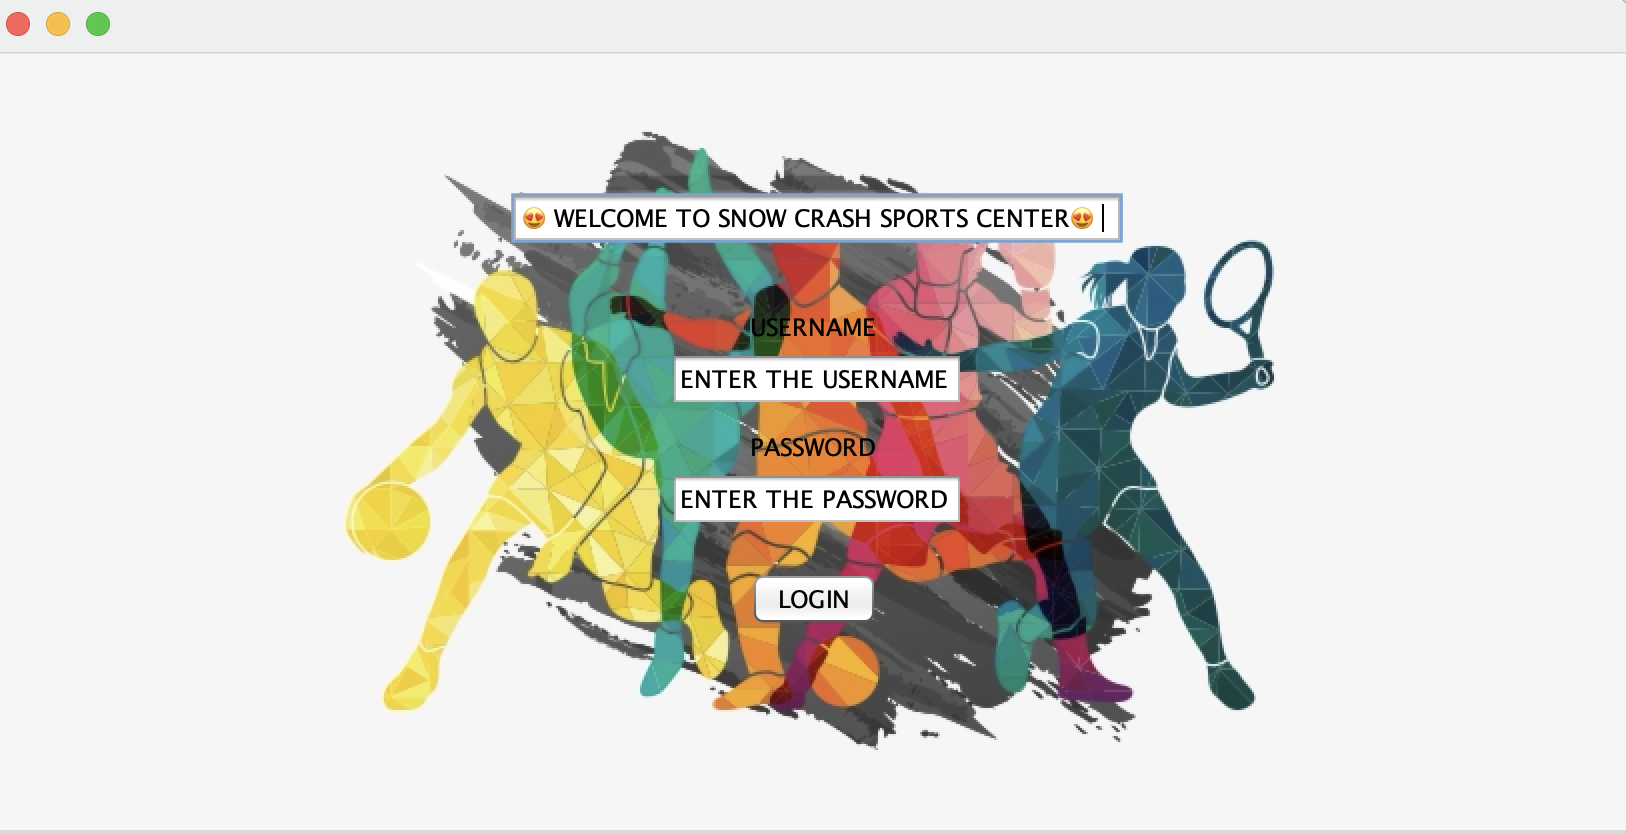 😍 WELCOME TO SNOW CRASH SPORTS CENTER😍
USERNAME
ENTER THE USERNAME
PASSWORD
ENTER THE PASSWORD
LOGIN